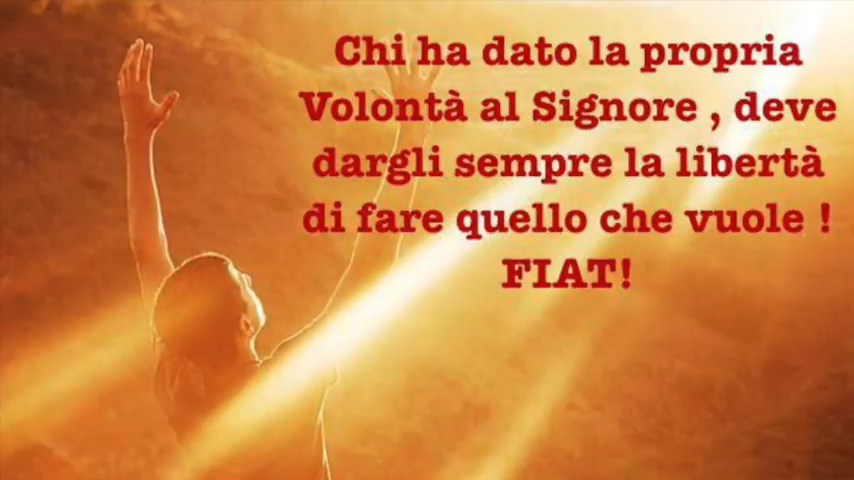 Chi ha dato la propria
Volontà al Signore , deve
dargli sempre la libertà
di fare quello che vuole !
FIAT!